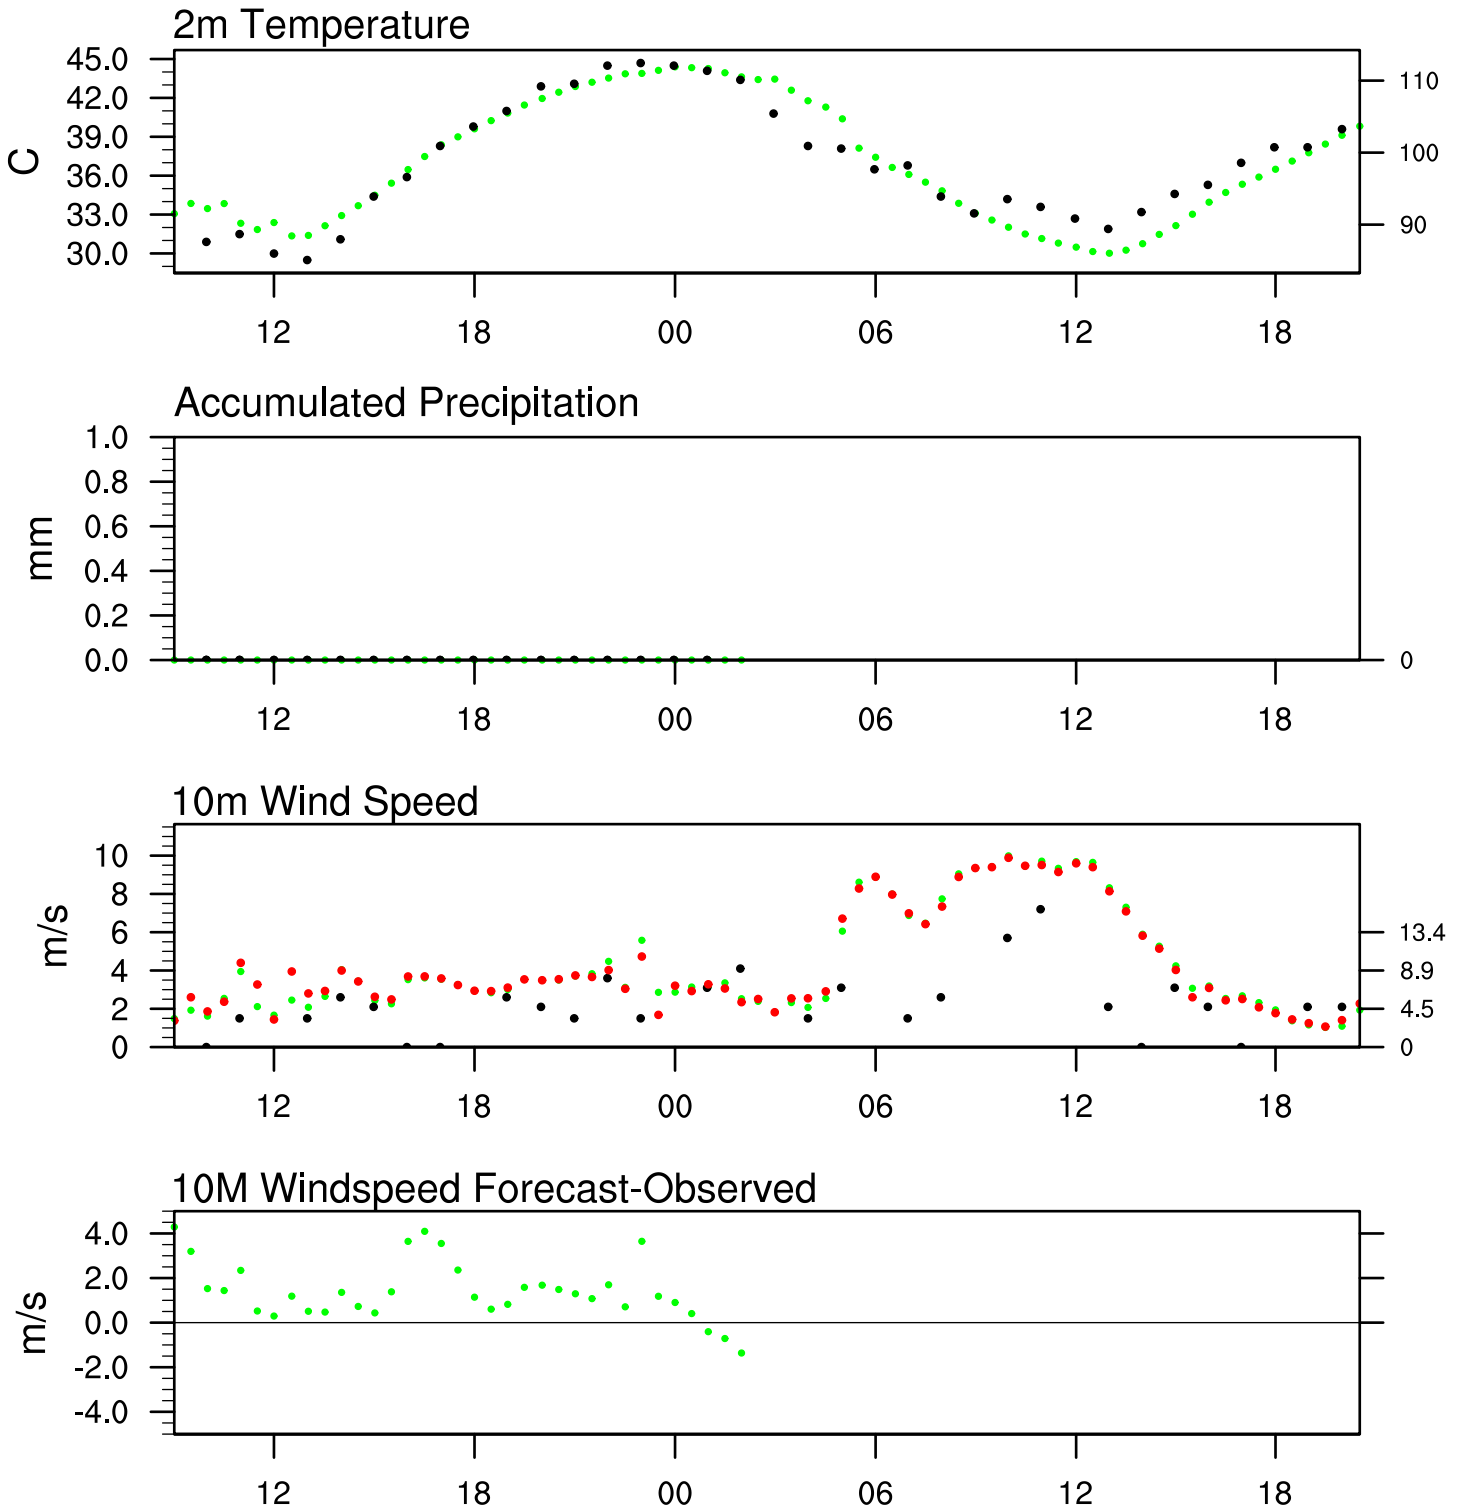 2m Temperature
45.0
42.0
39.0
36.0
33.0
30.0
C
110
100
90
12 18 00 06 12 18
Accumulated Precipitation
1.0
0.8
0.6
0.4
0.2
0.0
mm
0
12 18 00 06 12 18
10m Wind Speed
10
8
6
4
2
0
m/s
13.4
8.9
4.5
0
12 18 00 06 12 18
10M Windspeed Forecast-Observed
4.0
2.0
0.0
-2.0
-4.0
m/s
12 18 00 06 12 18